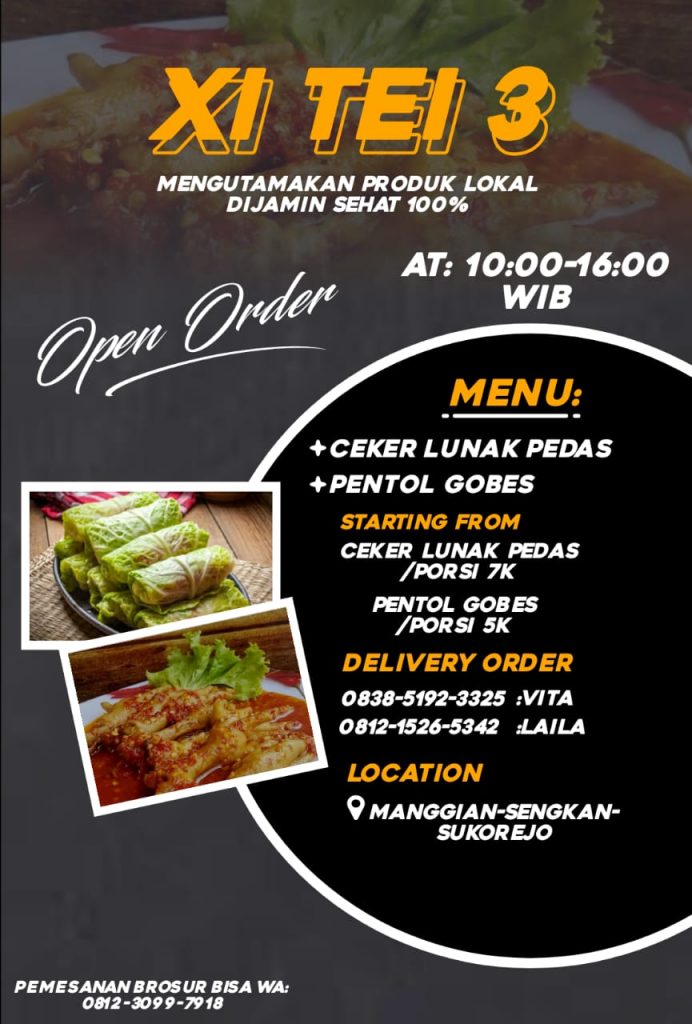 XI TEI 3
MENGUTAMAKAN PRODUK LOKAL
DIJAMIN SEHAT 100%
AT: 10:00-16:00
WIB
Open Order
MENU:
+CEKER LUNAK PEDAS
+PENTOL GOBES
STARTING FROM
CEKER LUNAK PEDAS
/PORSI 7K
PENTOL GOBES
/PORSI 5K
DELIVERY ORDER
0838-5192-3325 :VITA
0812-1526-5342 :LAILA
LOCATION
MANGGIAN-SENGKAN-
SUKOREJO
PEMESANAN BROSUR BISA WA:
0812-3099-7918